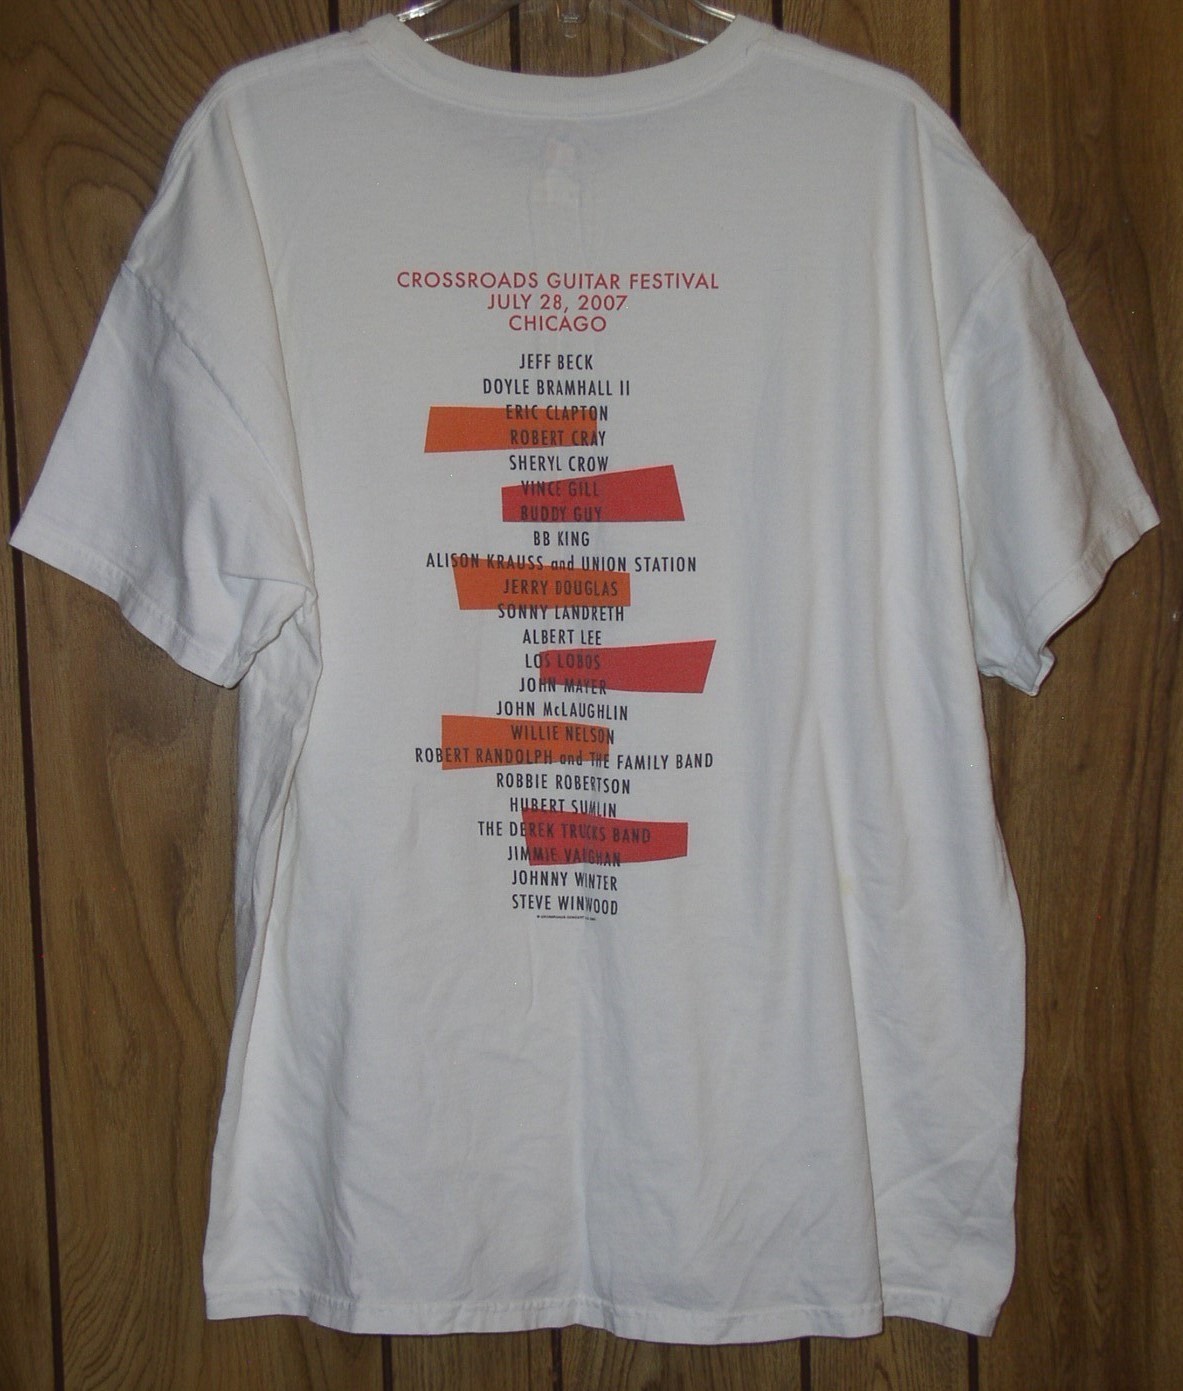 CROSSROADS GUITAR FESTIVAL
JULY 28, 2007
CHICAGO
JEFF BECK
DOYLE BRAMHALL II
ERIC CLAPTON
ROBERT CRAY
SHERYL CROW
VINCE GILL
BUDDY GUY
BB KING
ALISON KRAUSS and UNION STATION
JERRY DOUGLAS
SONNY LANDRETH
ALBERT LEE
LOS LOBOS
JOHN MAYER
JOHN McLAUGHLIN
WILLIE NELSON
ROBERT RANDOLPH and THE FAMILY BAND
ROBBIE ROBERTSON
HUBERT SUMLIN
THE DEREK TRUCKS BAND
JIMMIE VAUGHAN
JOHNNY WINTER
STEVE WINWOOD